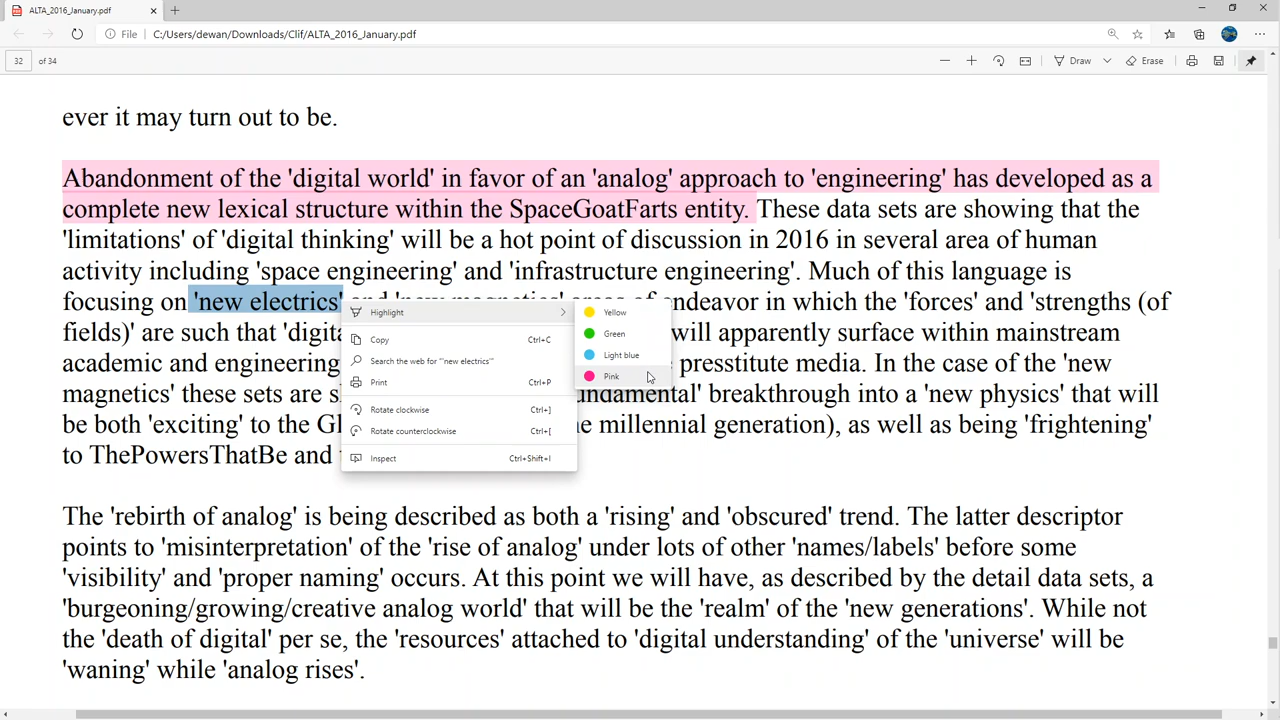 ALTA_2016_January.pdf
File
C:/Users/dewan/Downloads/Clif/ALTA_2016_January.pdf
32 of 34
Draw
Erase
ever it may turn out to be.
Abandonment of the 'digital world' in favor of an 'analog' approach to 'engineering' has developed as a
complete new lexical structure within the SpaceGoatFarts entity. These data sets are showing that the
'limitations' of 'digital thinking' will be a hot point of discussion in 2016 in several area of human
activity including 'space engineering' and 'infrastructure engineering'. Much of this language is
focusing on 'new electrics' and 'new magnetics' areas of endeavor in which the 'forces' and 'strengths (of
fields)' are such that 'digita will apparently surface within mainstream
academic and engineering presstitute media. In the case of the 'new
magnetics' these sets are s undamental' breakthrough into a 'new physics' that will
be both 'exciting' to the Gl e millennial generation), as well as being 'frightening'
to ThePowersThatBe and
Highlight
Copy Ctrl+C
Search the web for "'new electrics'"
Print Ctrl+P
Rotate clockwise Ctrl+]
Rotate counterclockwise Ctrl+[
Inspect Ctrl+Shift+I
Yellow
Green
Light blue
Pink
The 'rebirth of analog' is being described as both a 'rising' and 'obscured' trend. The latter descriptor
points to 'misinterpretation' of the 'rise of analog' under lots of other 'names/labels' before some
'visibility' and 'proper naming' occurs. At this point we will have, as described by the detail data sets, a
'burgeoning/growing/creative analog world' that will be the 'realm' of the 'new generations'. While not
the 'death of digital' per se, the 'resources' attached to 'digital understanding' of the 'universe' will be
'waning' while 'analog rises'.